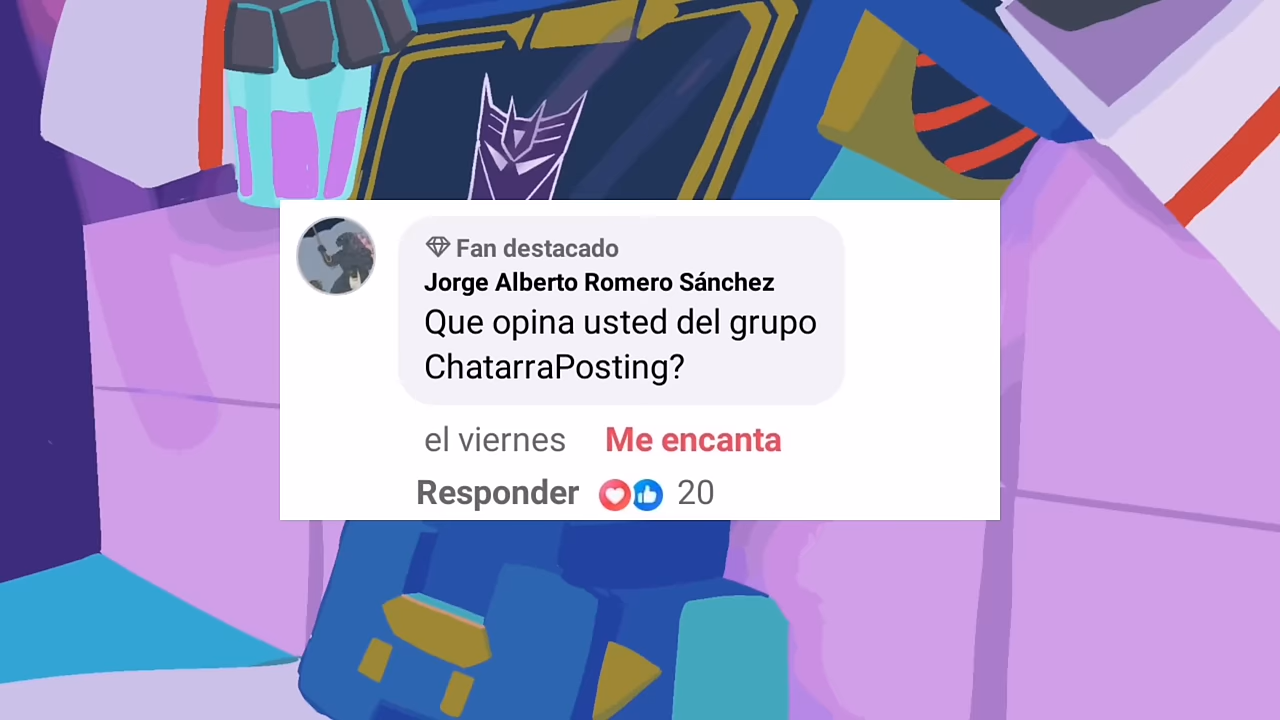 Fan destacado
Jorge Alberto Romero Sánchez
Que opina usted del grupo
ChatarraPosting?
el viernes Me encanta
Responder 20